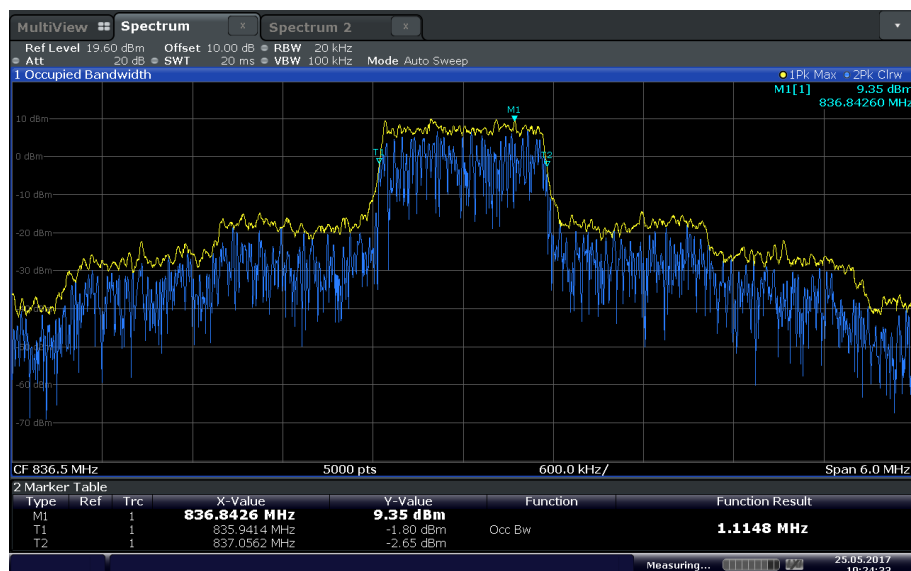 MultiView Spectrum x Spectrum 2 x
Ref Level 19.60 dBm Offset 10.00 dB RBW 20 kHz
Att 20 dB SWT 20 ms VBW 100 kHz Mode Auto Sweep
1 Occupied Bandwidth 1Pk Max 2Pk Clrw
M1[1] 9.35 dBm
836.84260 MHz
M1
10 dBm
T1
T2
0 dBm
-10 dBm
-20 dBm
-30 dBm
-60 dBm
-70 dBm
CF 836.5 MHz 5000 pts 600.0 kHz/ Span 6.0 MHz
2 Marker Table
Type Ref Trc X-Value Y-Value Function Function Result
M1 1 836.8426 MHz 9.35 dBm
T1 1 835.9414 MHz -1.80 dBm Occ Bw 1.1148 MHz
T2 1 837.0562 MHz -2.65 dBm
Measuring... 25.05.2017